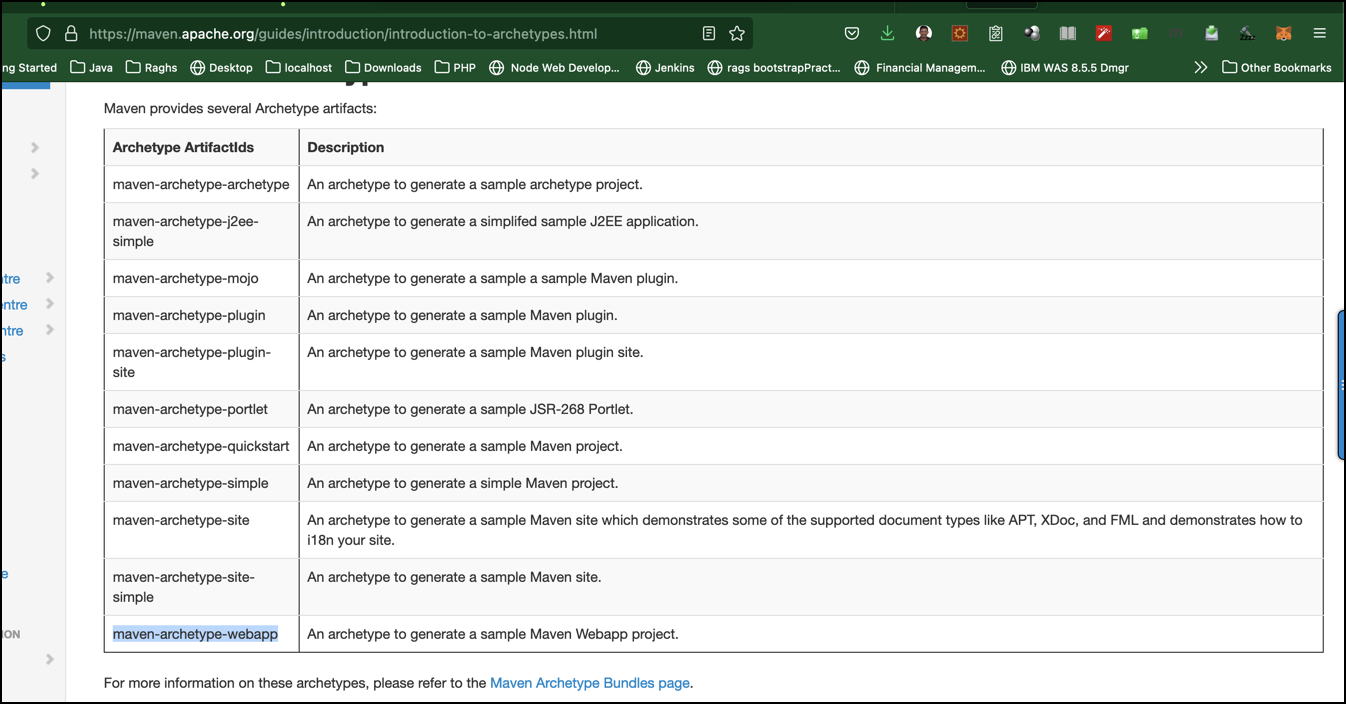 https://maven.apache.org/guides/introduction/introduction-to-archetypes.html
ng Started Java Raghs Desktop localhost Downloads PHP Node Web Develop... Jenkins rags bootstrapPract... Financial Managem... IBM WAS 8.5.5 Dmgr Other Bookmarks
Maven provides several Archetype artifacts:
Archetype ArtifactIds Description
maven-archetype-archetype An archetype to generate a sample archetype project.
maven-archetype-j2ee- An archetype to generate a simplifed sample J2EE application.
simple
maven-archetype-mojo An archetype to generate a sample a sample Maven plugin.
ntre
maven-archetype-plugin An archetype to generate a sample Maven plugin.
entre
ntre
maven-archetype-plugin- An archetype to generate a sample Maven plugin site.
site
s
maven-archetype-portlet An archetype to generate a sample JSR-268 Portlet.
maven-archetype-quickstart An archetype to generate a sample Maven project.
maven-archetype-simple An archetype to generate a simple Maven project.
maven-archetype-site An archetype to generate a sample Maven site which demonstrates some of the supported document types like APT, XDoc, and FML and demonstrates how to
i18n your site.
e
maven-archetype-site- An archetype to generate a sample Maven site.
simple
ION
maven-archetype-webapp An archetype to generate a sample Maven Webapp project.
For more information on these archetypes, please refer to the Maven Archetype Bundles page.